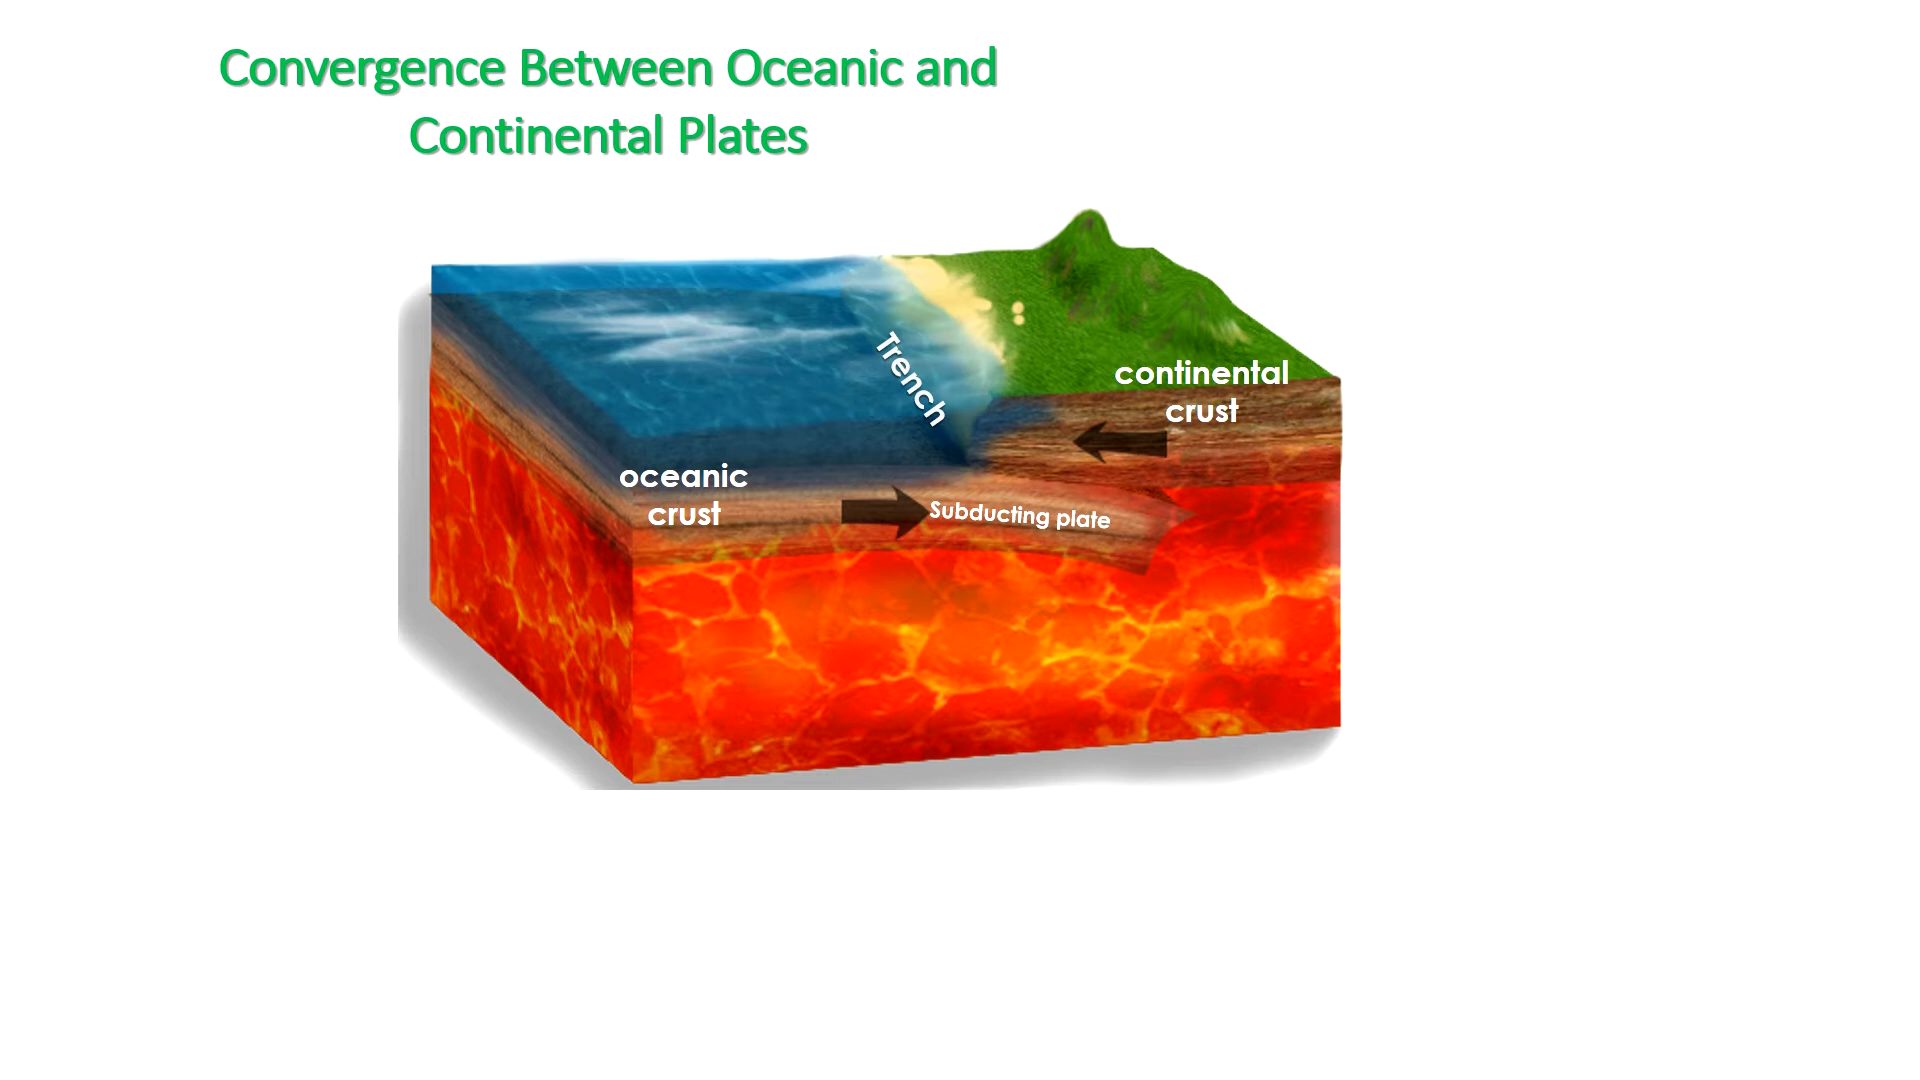 Convergence Between Oceanic and
Continental Plates
Trench
continental
crust
oceanic
crust
Subducting plate